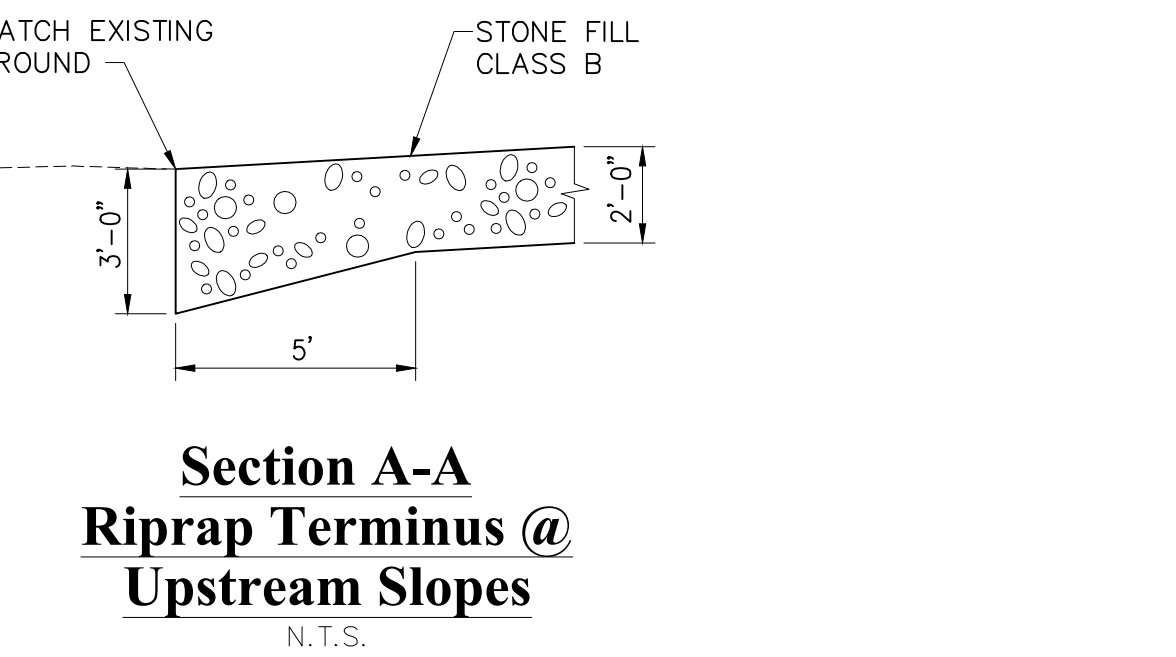 ATCH EXISTING
ROUND
STONE FILL
CLASS B
3'-0"
2'-0"
5'
Section A-A
Riprap Terminus @
Upstream Slopes
N.T.S.